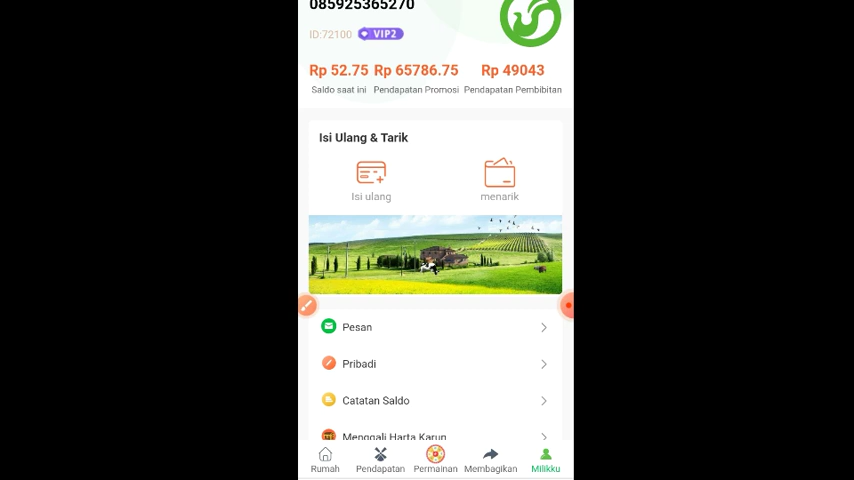 085925365270
ID:72100 VIP2
Rp 52.75 Rp 65786.75 Rp 49043
Saldo saat ini Pendapatan Promosi Pendapatan Pembibitan
Isi Ulang & Tarik
Isi ulang menarik
Pesan
Pribadi
Catatan Saldo
Menggali Harta Karun
Rumah Pendapatan Permainan Membagikan Milikku